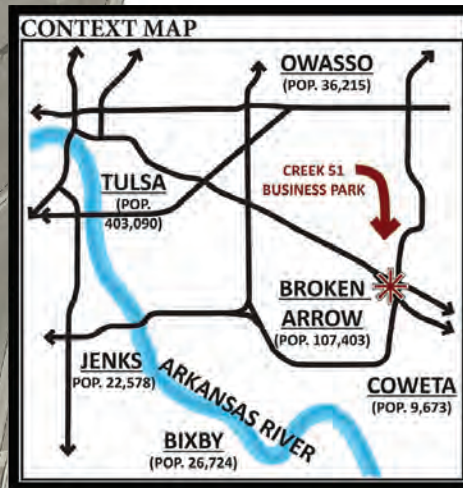 CONTEXT MAP
OWASSO
(POP. 36,215)
CREEK 51
BUSINESS PARK
TULSA
(POP.
403,090)
BROKEN
ARROW
(POP. 107,403)
JENKS
POP. 22,578)
ARKANSAS RIVER
COWETA
(POP. 9,673)
BIXBY
(POP. 26,724)